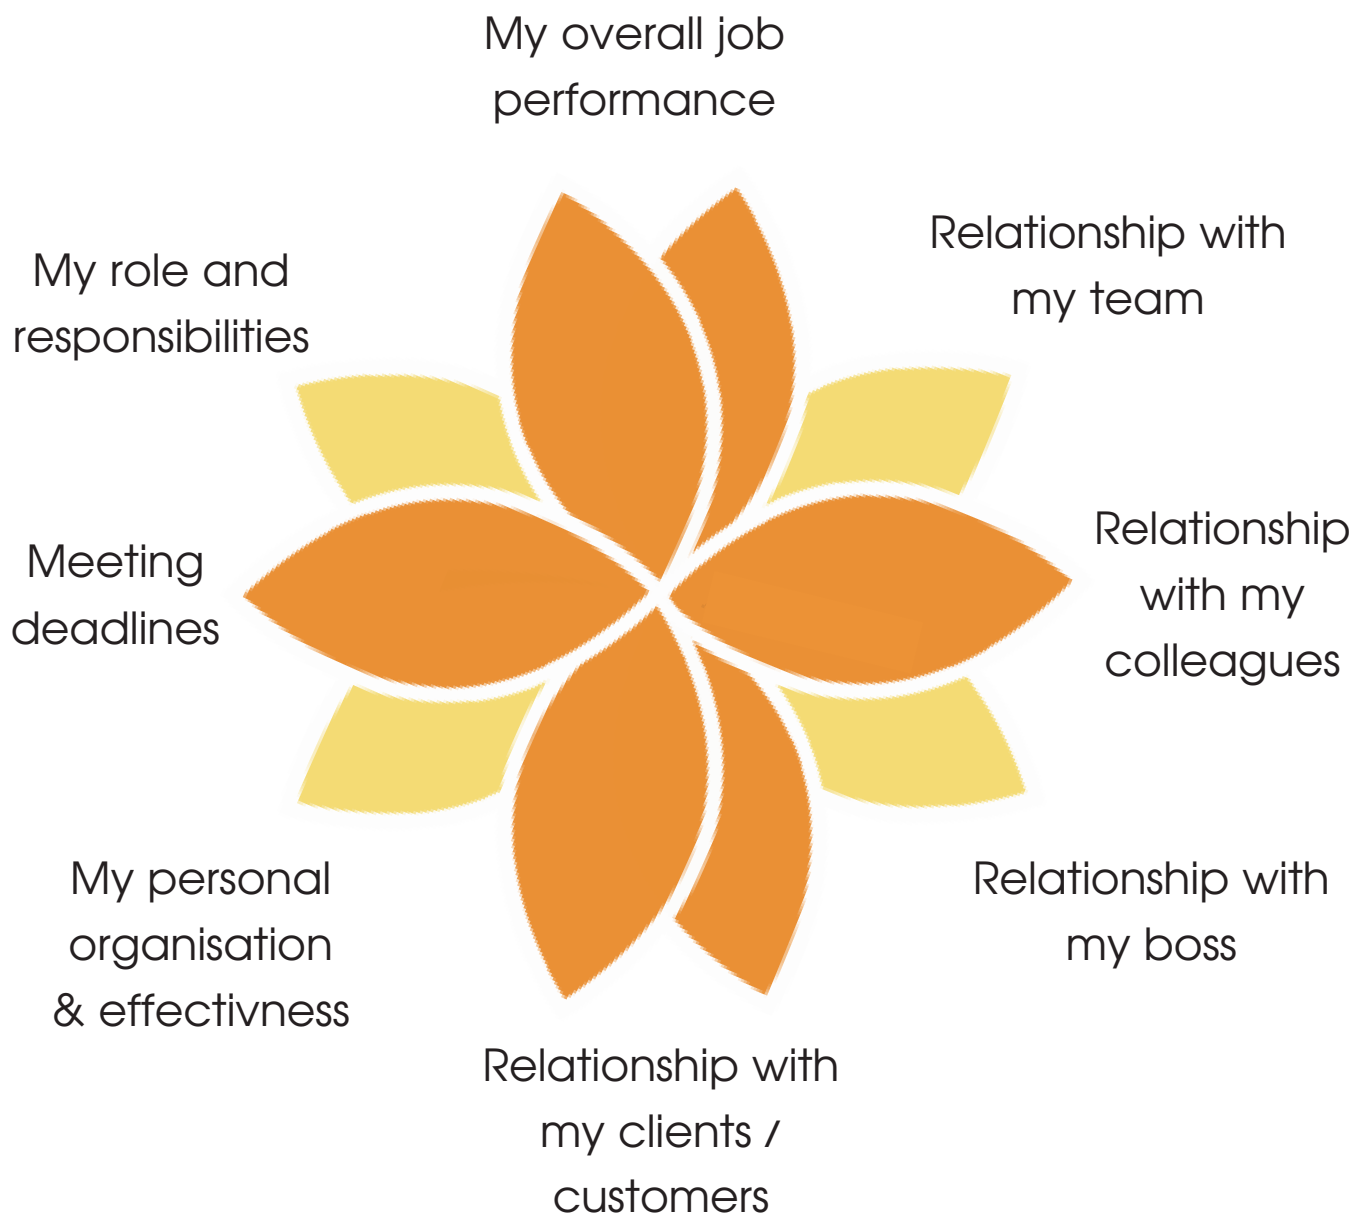 My overall job
performance
Relationship with
my team
My role and
responsibilities
Relationship
with my
colleagues
Meeting
deadlines
Relationship with
my boss
My personal
organisation
& effectivness
Relationship with
my clients /
customers